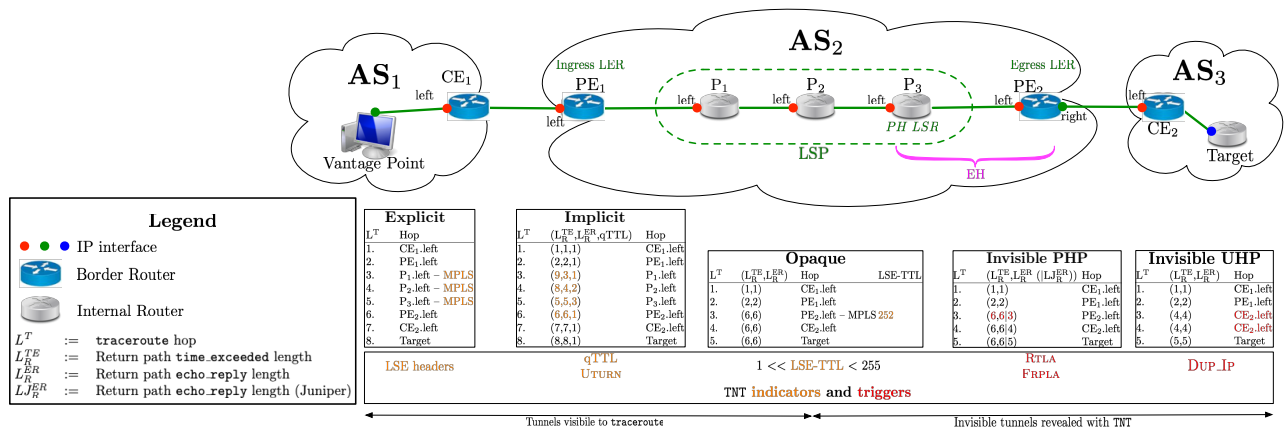 AS1
CE1
left
Vantage Point
AS2
Ingress LER
PE1
left
P1
left
P2
left
P3
left
PH LSR
LSP
EH
Egress LER
PE2
left
right
AS3
left
CE2
Target
Legend
IP interface
Border Router
Internal Router
L^T := traceroute hop
L_R^TE := Return path time_exceeded length
L_R^ER := Return path echo_reply length
LJ_R^ER := Return path echo_reply length (Juniper)
Explicit
L^T Hop
1. CE1.left
2. PE1.left
3. P1.left – MPLS
4. P2.left – MPLS
5. P3.left – MPLS
6. PE2.left
7. CE2.left
8. Target
Implicit
L^T (L_R^TE,L_R^ER,qTTL) Hop
1. (1,1,1) CE1.left
2. (2,2,1) PE1.left
3. (9,3,1) P1.left
4. (8,4,2) P2.left
5. (5,5,3) P3.left
6. (6,6,1) PE2.left
7. (7,7,1) CE2.left
8. (8,8,1) Target
Opaque
L^T (L_R^TE,L_R^ER) Hop LSE-TTL
1. (1,1) CE1.left
2. (2,2) PE1.left
3. (6,6) PE2.left – MPLS 252
4. (6,6) CE2.left
5. (6,6) Target
Invisible PHP
L^T (L_R^TE,L_R^ER (|LJ_R^ER)) Hop
1. (1,1) CE1.left
2. (2,2) PE1.left
3. (6,6|3) PE2.left
4. (6,6|4) CE2.left
5. (6,6|5) Target
Invisible UHP
L^T (L_R^TE,L_R^ER) Hop
1. (1,1) CE1.left
2. (2,2) PE1.left
3. (4,4) CE2.left
4. (4,4) CE2.left
5. (5,5) Target
LSE headers
qTTL
UTURN
1 << LSE-TTL < 255
RTLA
FRPLA
DUP_IP
TNT indicators and triggers
Tunnels visibile to traceroute
Invisible tunnels revealed with TNT